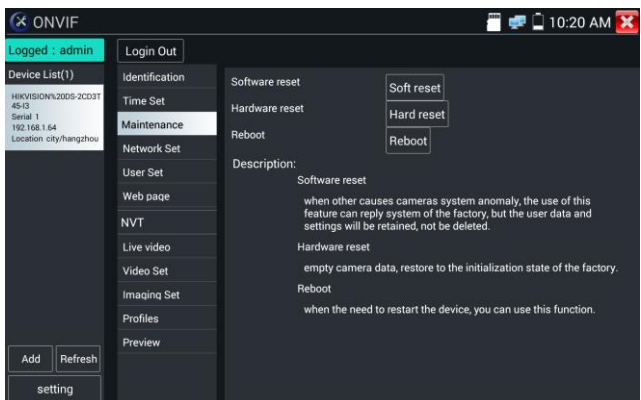 ONVIF
10:20 AM
Logged : admin
Login Out
Device List(1)
HIKVISION%20DS-2CD3T
45-I3
Serial 1
192.168.1.64
Location city/hangzhou
Add
Refresh
setting
Identification
Time Set
Maintenance
Network Set
User Set
Web page
NVT
Live video
Video Set
Imaging Set
Profiles
Preview
Software reset
Soft reset
Hardware reset
Hard reset
Reboot
Reboot
Description:
Software reset
when other causes cameras system anomaly, the use of this
feature can reply system of the factory, but the user data and
settings will be retained, not be deleted.
Hardware reset
empty camera data, restore to the initialization state of the factory.
Reboot
when the need to restart the device, you can use this function.